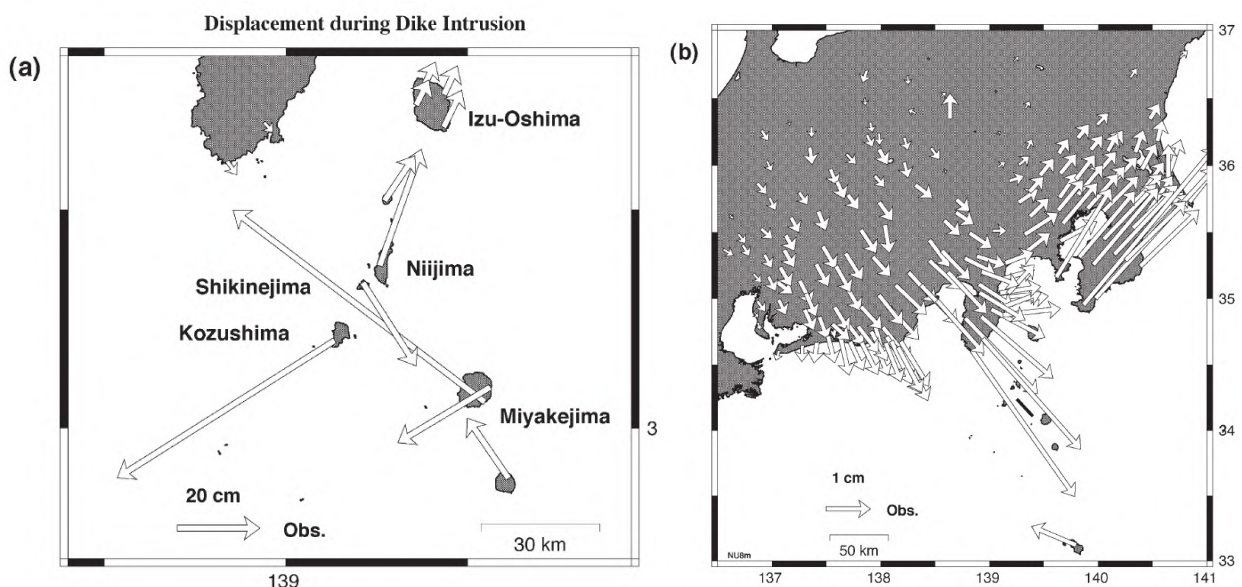 Displacement during Dike Intrusion
(a)
Izu-Oshima
Niijima
Shikinejima
Kozushima
Miyakejima
3
20 cm
Obs.
30 km
139
(b)
37
36
35
34
33
1 cm
Obs.
50 km
NU8m
137
138
139
140
141